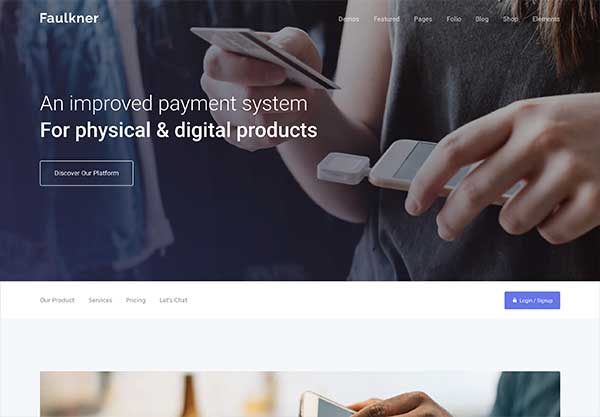 Faulkner
Demos Featured Pages Folio Blog Shop Elements
An improved payment system
For physical & digital products
Discover Our Platform
Our Product Services Pricing Let's Chat
Login / Signup